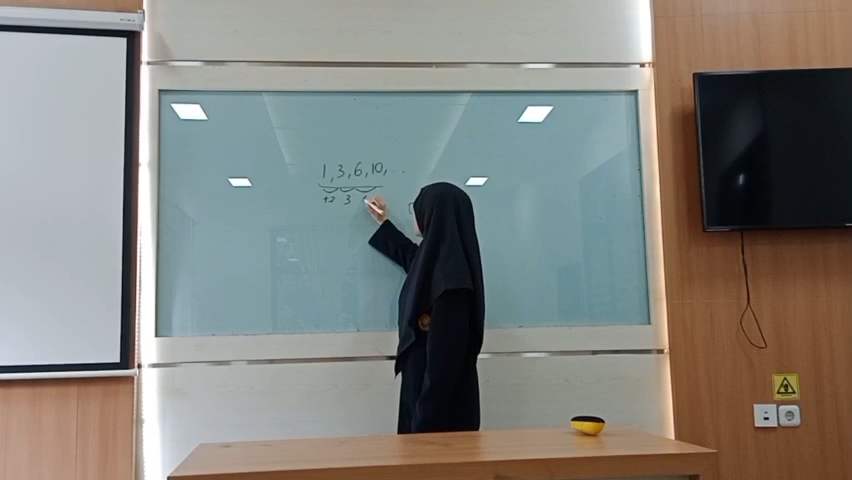 1, 3, 6, 10, ...
+2 3